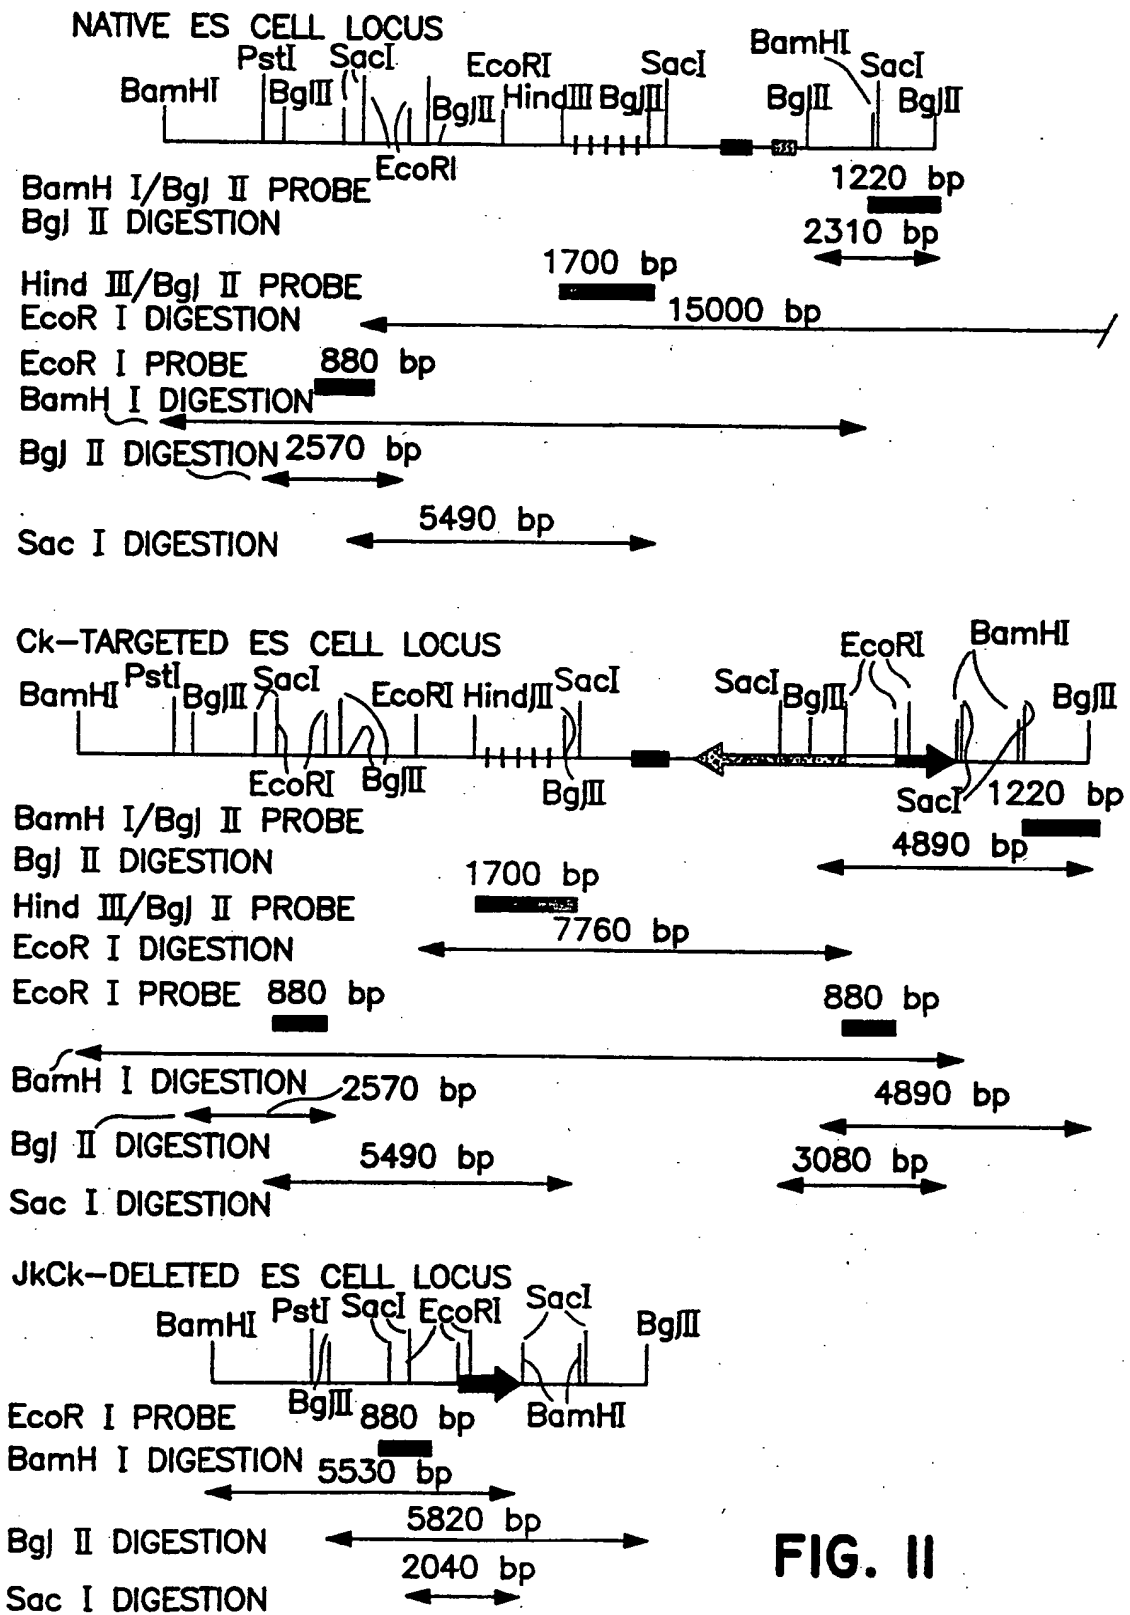 NATIVE ES CELL LOCUS
PstI SacI BamHI
BamHI BglII EcoRI SacI SacI
BglII HindIII BglII BglII BglII
EcoRI
BamH I/Bgl II PROBE 1220 bp
Bgl II DIGESTION 2310 bp
1700 bp
Hind III/Bgl II PROBE
EcoR I DIGESTION 15000 bp
EcoR I PROBE 880 bp
BamH I DIGESTION
Bgl II DIGESTION 2570 bp
5490 bp
Sac I DIGESTION
Ck-TARGETED ES CELL LOCUS
EcoRI BamHI
BamHI PstI BglII SacI EcoRI HindIII SacI SacI BglII BglII
EcoRI BglII BglII SacI 1220 bp
BamH I/Bgl II PROBE
Bgl II DIGESTION 4890 bp
1700 bp
Hind III/Bgl II PROBE
7760 bp
EcoR I DIGESTION
EcoR I PROBE 880 bp 880 bp
BamH I DIGESTION 2570 bp 4890 bp
Bgl II DIGESTION
5490 bp 3080 bp
Sac I DIGESTION
JkCk-DELETED ES CELL LOCUS
BamHI PstI SacI EcoRI SacI BglII
BglII BamHI
EcoR I PROBE 880 bp
BamH I DIGESTION 5530 bp
5820 bp
Bgl II DIGESTION
2040 bp
Sac I DIGESTION
FIG. 11